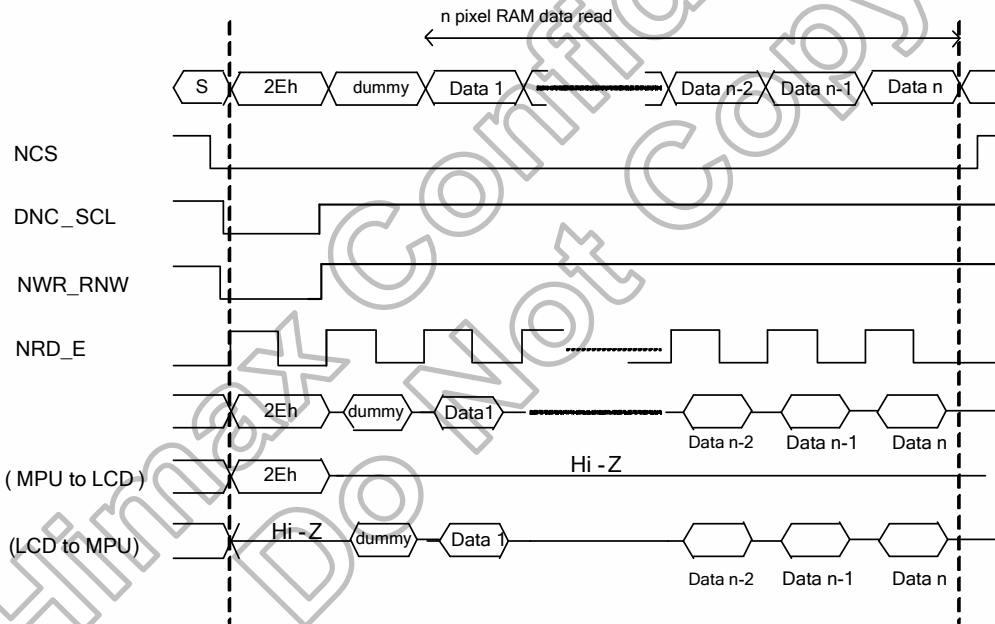 n pixel RAM data read
S 2Eh dummy Data 1 Data n-2 Data n-1 Data n
NCS
DNC_SCL
NWR_RNW
NRD_E
2Eh dummy Data1 Data n-2 Data n-1 Data n
( MPU to LCD ) 2Eh Hi - Z
(LCD to MPU) Hi - Z dummy Data 1 Data n-2 Data n-1 Data n
Himax Confid
Do Not Copy